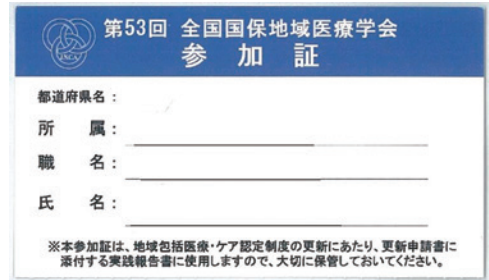 第53回 全国国保地域医療学会
参加証
都道府県名：
所属：
職名：
氏名：
※本参加証は、地域包括医療・ケア認定制度の更新にあたり、更新申請書に
添付する実践報告書に使用しますので、大切に保管しておいてください。